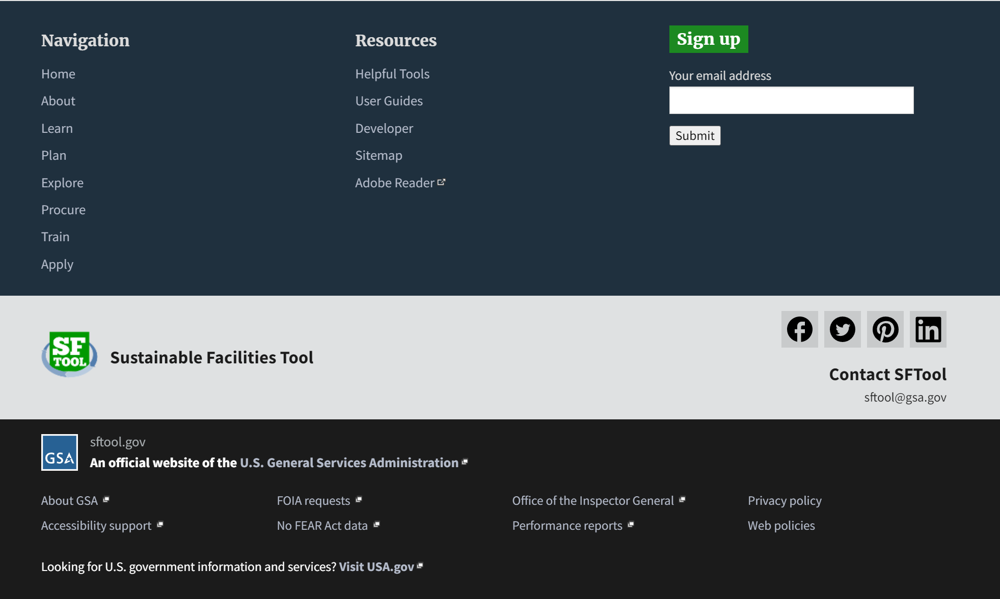 Navigation
Home
About
Learn
Plan
Explore
Procure
Train
Apply
Resources
Helpful Tools
User Guides
Developer
Sitemap
Adobe Reader
Sign up
Your email address
Submit
SF
TOOL
Sustainable Facilities Tool
Contact SFTool
sftool@gsa.gov
GSA
sftool.gov
An official website of the U.S. General Services Administration
About GSA
FOIA requests
Office of the Inspector General
Privacy policy
Accessibility support
No FEAR Act data
Performance reports
Web policies
Looking for U.S. government information and services? Visit USA.gov